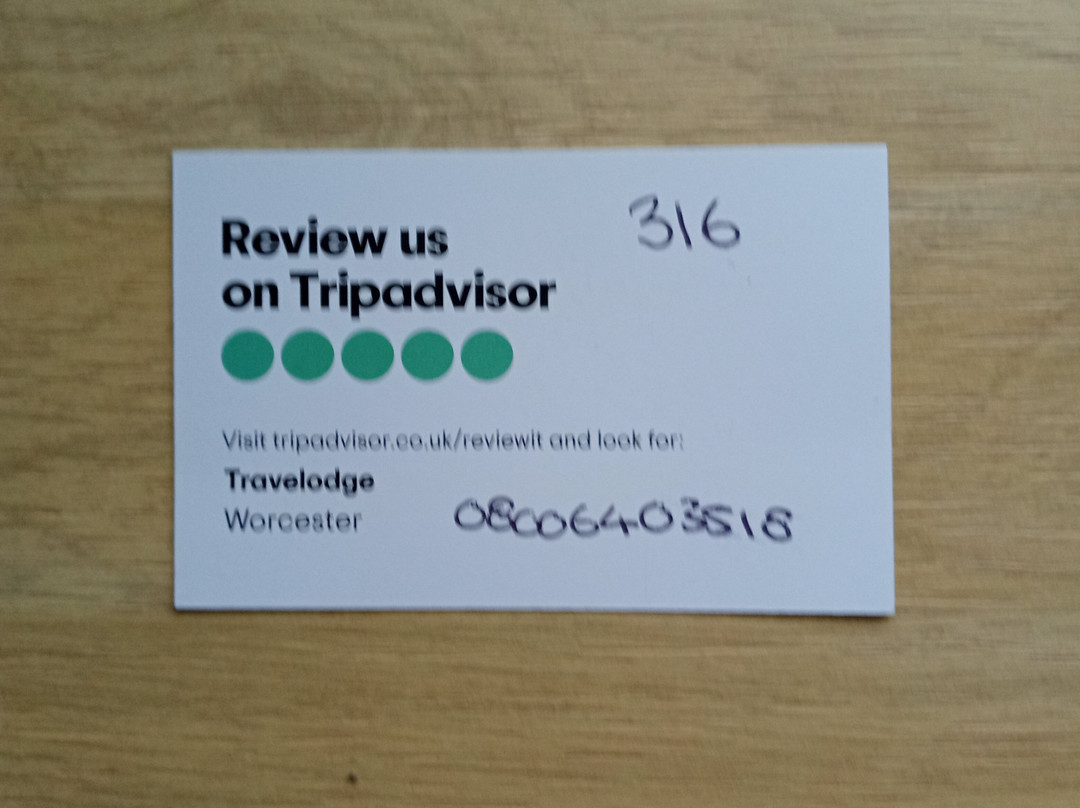 316
Review us
on Tripadvisor
Visit tripadvisor.co.uk/reviewit and look for:
Travelodge
Worcester
08006403518